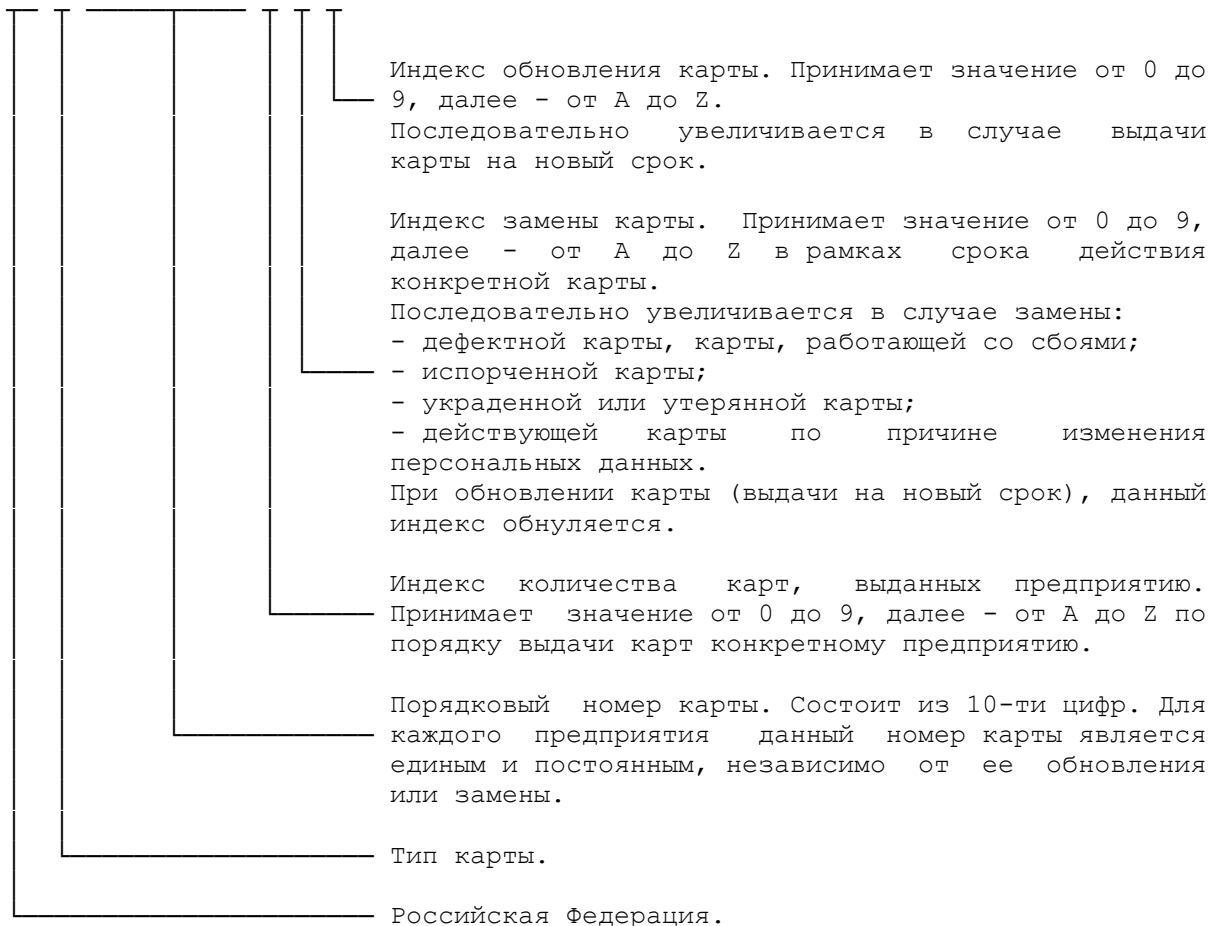 Индекс обновления карты. Принимает значение от 0 до
9, далее - от A до Z.
Последовательно увеличивается в случае выдачи
карты на новый срок.
Индекс замены карты. Принимает значение от 0 до 9,
далее - от A до Z в рамках срока действия
конкретной карты.
Последовательно увеличивается в случае замены:
- дефектной карты, карты, работающей со сбоями;
- испорченной карты;
- украденной или утерянной карты;
- действующей карты по причине изменения
персональных данных.
При обновлении карты (выдачи на новый срок), данный
индекс обнуляется.
Индекс количества карт, выданных предприятию.
Принимает значение от 0 до 9, далее - от A до Z по
порядку выдачи карт конкретному предприятию.
Порядковый номер карты. Состоит из 10-ти цифр. Для
каждого предприятия данный номер карты является
единым и постоянным, независимо от ее обновления
или замены.
Тип карты.
Российская Федерация.